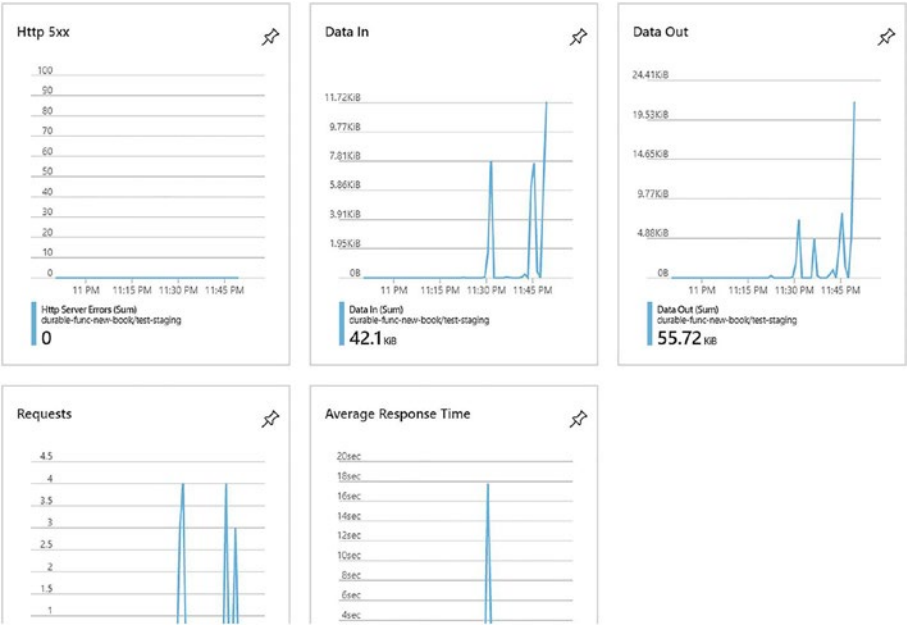 Http 5xx
100
90
80
70
60
50
40
30
20
10
0
11 PM 11:15 PM 11:30 PM 11:45 PM
Http Server Errors (Sum)
durable-func-new-book/test-staging
0
Data In
11.72KiB
9.77KiB
7.81KiB
5.86KiB
3.91KiB
1.95KiB
0B
11 PM 11:15 PM 11:30 PM 11:45 PM
Data In (Sum)
durable-func-new-book/test-staging
42.1 KiB
Data Out
24.41KiB
19.53KiB
14.65KiB
9.77KiB
4.88KiB
0B
11 PM 11:15 PM 11:30 PM 11:45 PM
Data Out (Sum)
durable-func-new-book/test-staging
55.72 KiB
Requests
4.5
4
3.5
3
2.5
2
1.5
1
Average Response Time
20sec
18sec
16sec
14sec
12sec
10sec
8sec
6sec
4sec